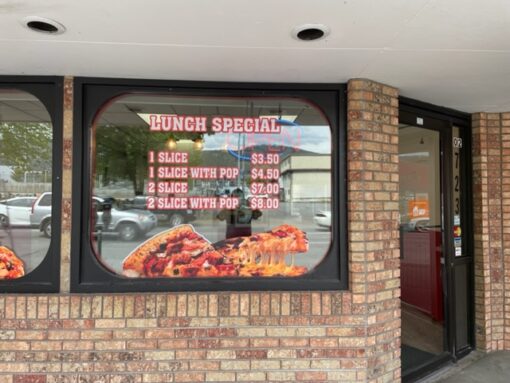 LUNCH SPECIAL
1 SLICE $3.50
1 SLICE WITH POP $4.50
2 SLICE $7.00
2 SLICE WITH POP $8.00
723